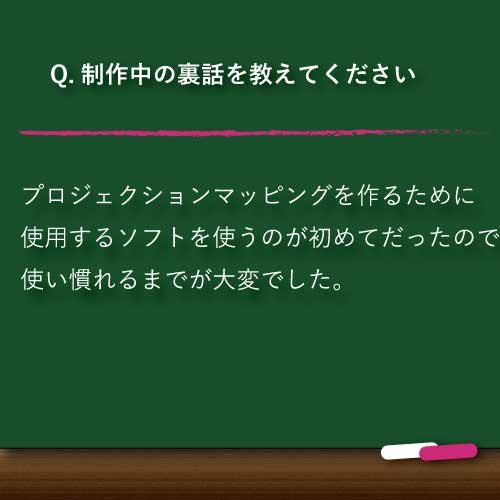 Q. 制作中の裏話を教えてください
プロジェクションマッピングを作るために
使用するソフトを使うのが初めてだったので
使い慣れるまでが大変でした。